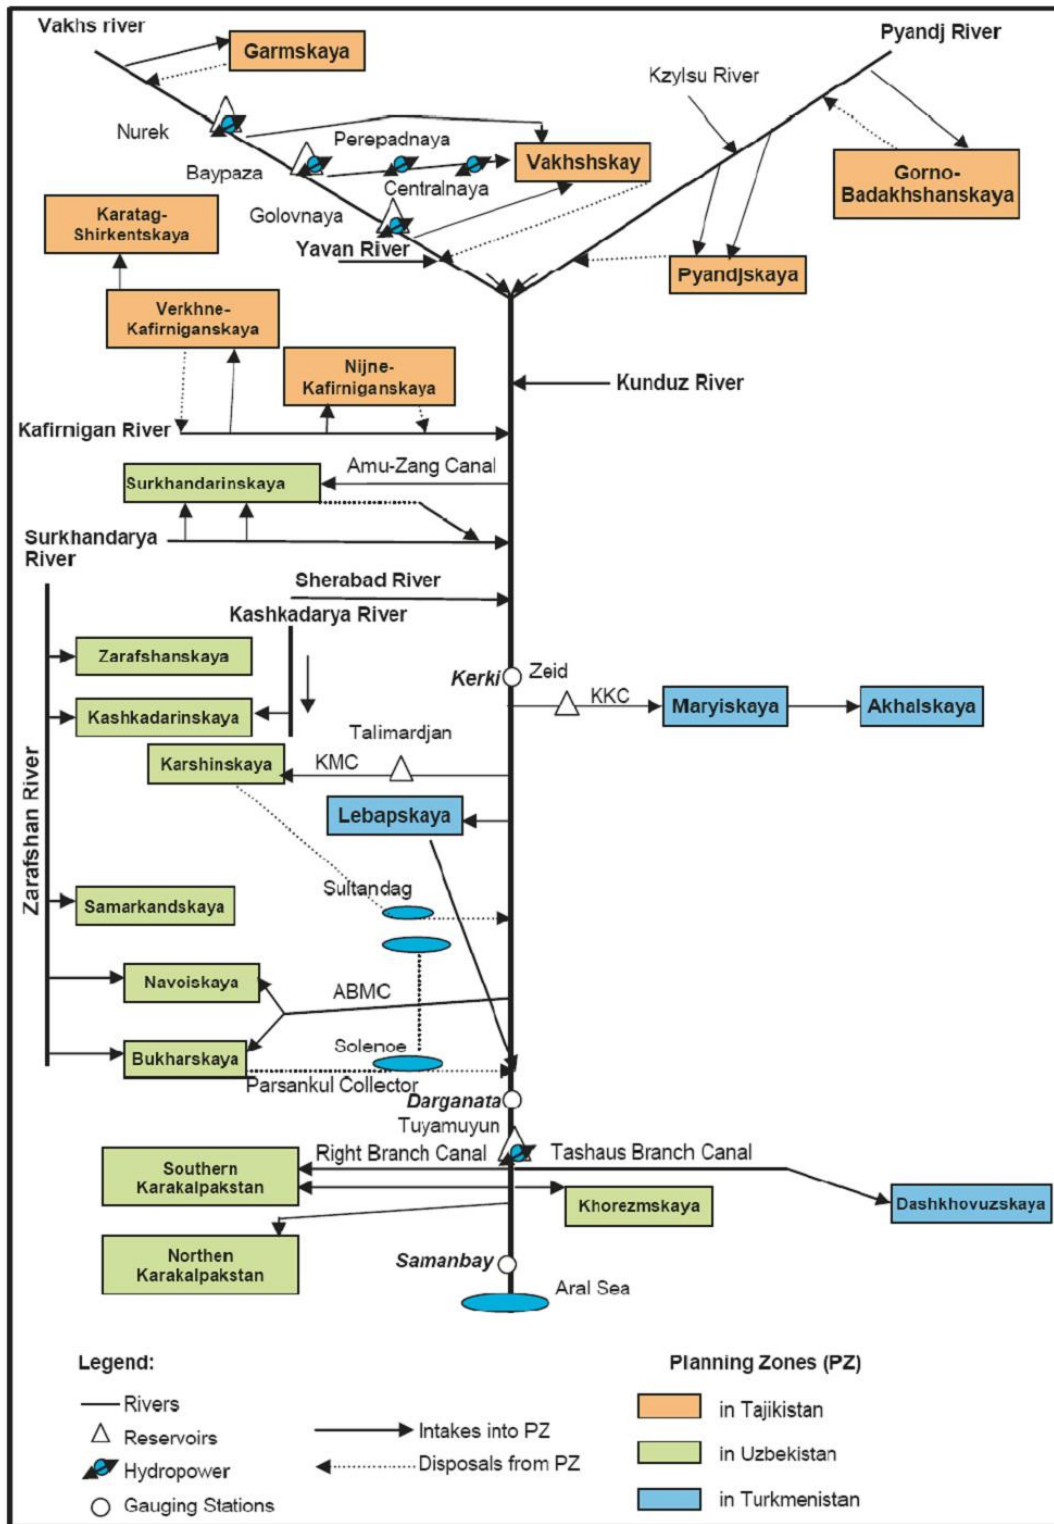 Vakhs river
Pyandj River
Garmskaya
Kzylsu River
Nurek
Perepadnaya
Baypaza
Vakhshskay
Centralnaya
Gorno-
Badakhshanskaya
Karatag-
Shirkentskaya
Golovnaya
Yavan River
Pyandjskaya
Verkhne-
Kafirniganskaya
Nijne-
Kafirniganskaya
Kunduz River
Kafirnigan River
Amu-Zang Canal
Surkhandarinskaya
Surkhandarya
River
Sherabad River
Kashkadarya River
Zarafshanskaya
Kerki
Zeid
Kashkadarinskaya
KKC
Maryiskaya
Akhalskaya
Talimardjan
Karshinskaya
KMC
Lebapskaya
Zarafshan River
Sultandag
Samarkandskaya
Navoiskaya
ABMC
Solenoe
Bukharskaya
Parsankul Collector
Darganata
Tuyamuyun
Right Branch Canal
Tashaus Branch Canal
Southern
Karakalpakstan
Khorezmskaya
Dashkhovuzskaya
Northen
Karakalpakstan
Samanbay
Aral Sea
Legend:
Planning Zones (PZ)
Rivers
Reservoirs
Hydropower
Gauging Stations
Intakes into PZ
Disposals from PZ
in Tajikistan
in Uzbekistan
in Turkmenistan